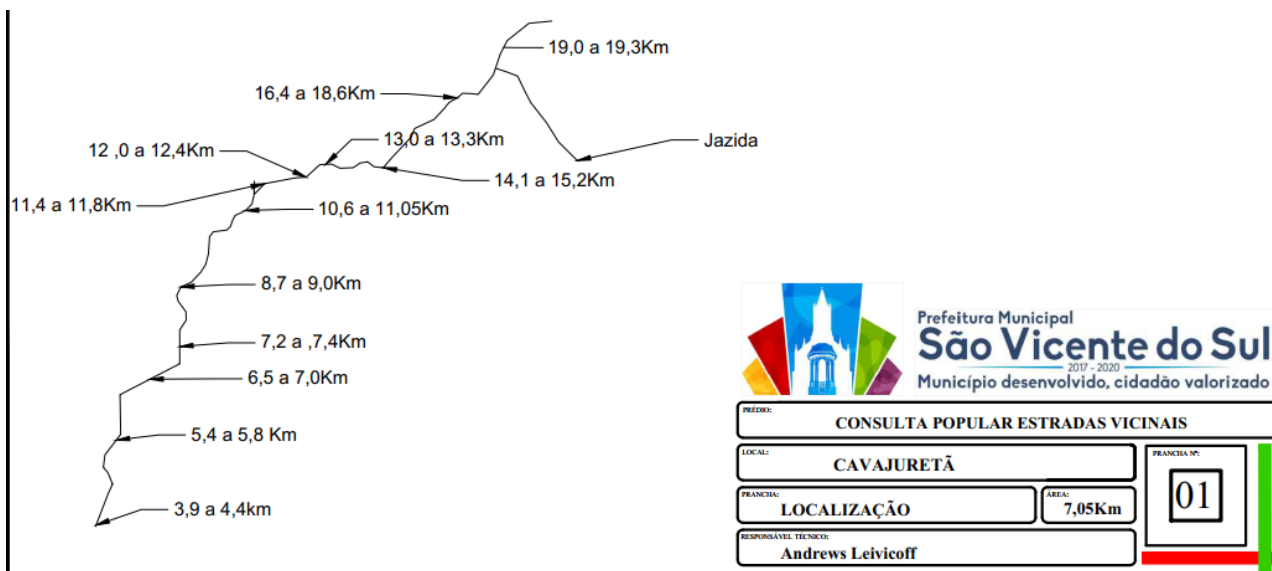 19,0 a 19,3Km
16,4 a 18,6Km
13,0 a 13,3Km
12 ,0 a 12,4Km
Jazida
14,1 a 15,2Km
11,4 a 11,8Km
10,6 a 11,05Km
8,7 a 9,0Km
7,2 a ,7,4Km
6,5 a 7,0Km
5,4 a 5,8 Km
3,9 a 4,4km
Prefeitura Municipal
São Vicente do Sul
2017 - 2020
Município desenvolvido, cidadão valorizado
PRÉDIO:
CONSULTA POPULAR ESTRADAS VICINAIS
LOCAL:
CAVAJURETÃ
PRANCHA Nº:
01
PRANCHA:
LOCALIZAÇÃO
ÁREA:
7,05Km
RESPONSÁVEL TÉCNICO:
Andrews Leivicoff